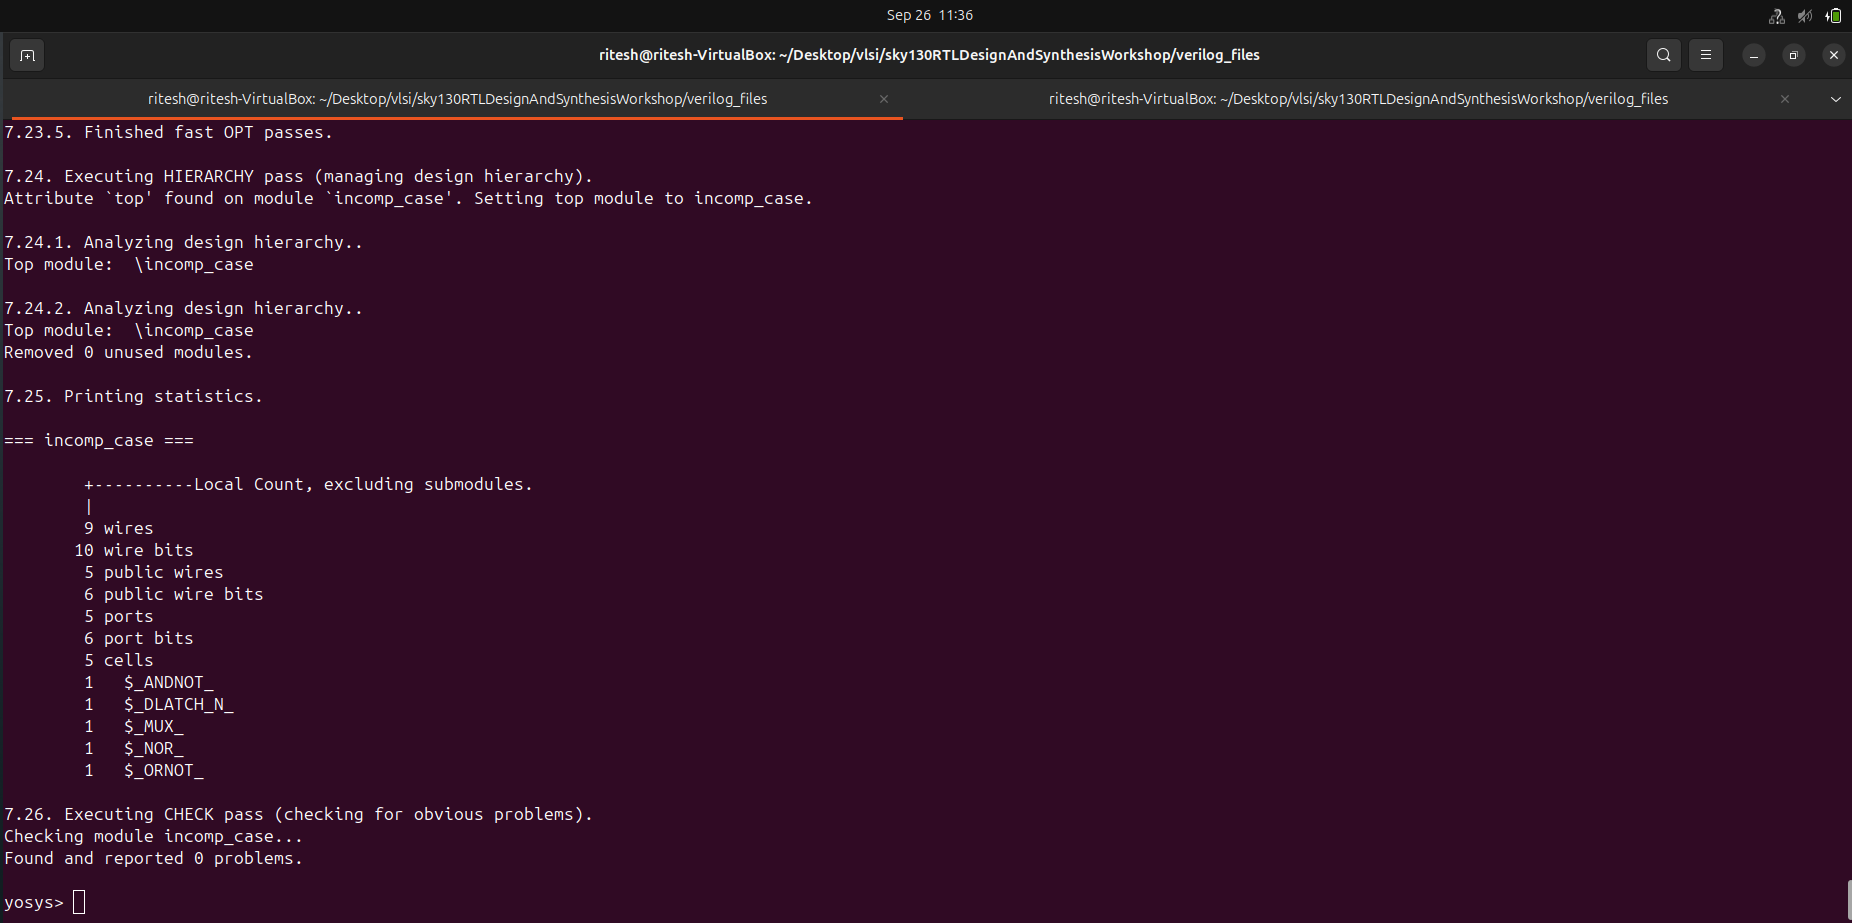 Sep 26 11:36
ritesh@ritesh-VirtualBox: ~/Desktop/vlsi/sky130RTLDesignAndSynthesisWorkshop/verilog_files
ritesh@ritesh-VirtualBox: ~/Desktop/vlsi/sky130RTLDesignAndSynthesisWorkshop/verilog_files
ritesh@ritesh-VirtualBox: ~/Desktop/vlsi/sky130RTLDesignAndSynthesisWorkshop/verilog_files
7.23.5. Finished fast OPT passes.
7.24. Executing HIERARCHY pass (managing design hierarchy).
Attribute `top' found on module `incomp_case'. Setting top module to incomp_case.
7.24.1. Analyzing design hierarchy..
Top module:  \incomp_case
7.24.2. Analyzing design hierarchy..
Top module:  \incomp_case
Removed 0 unused modules.
7.25. Printing statistics.
=== incomp_case ===
+----------Local Count, excluding submodules.
|
9 wires
10 wire bits
5 public wires
6 public wire bits
5 ports
6 port bits
5 cells
1   $_ANDNOT_
1   $_DLATCH_N_
1   $_MUX_
1   $_NOR_
1   $_ORNOT_
7.26. Executing CHECK pass (checking for obvious problems).
Checking module incomp_case...
Found and reported 0 problems.
yosys>